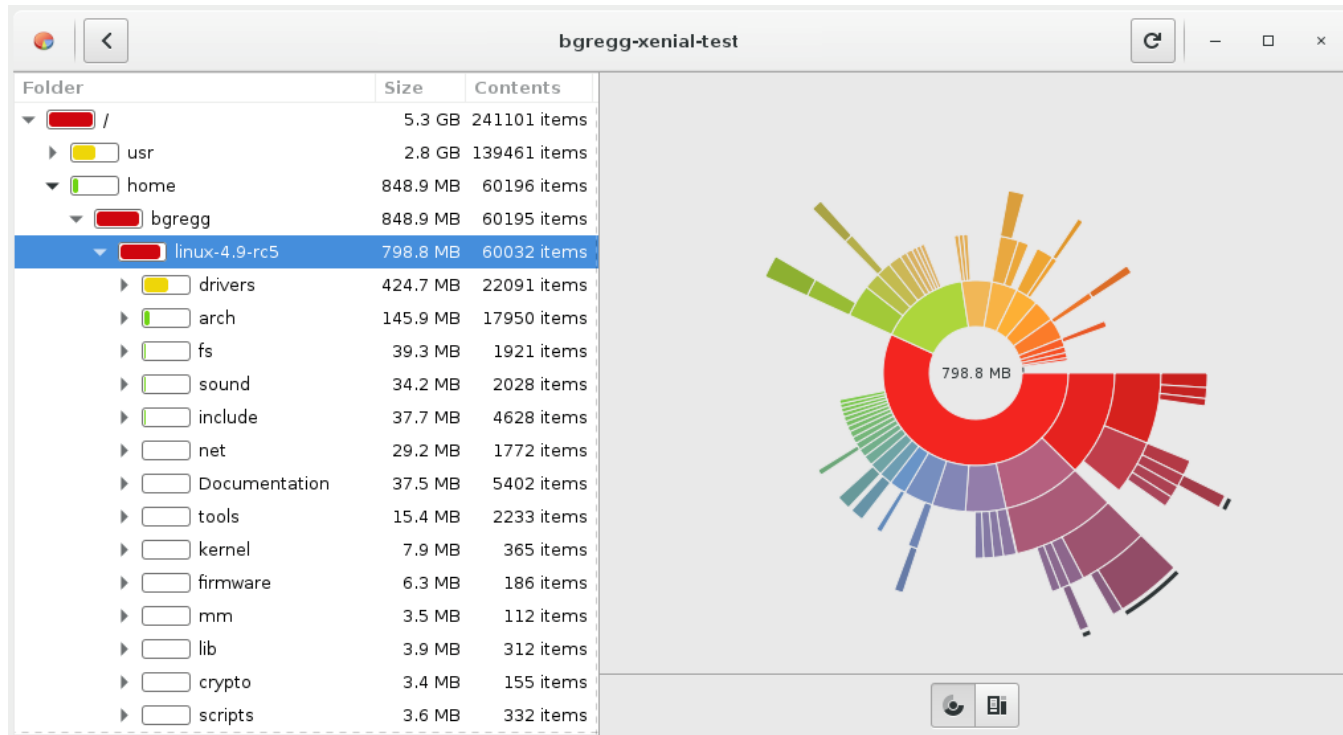 bgregg-xenial-test
Folder Size Contents
/ 5.3 GB 241101 items
usr 2.8 GB 139461 items
home 848.9 MB 60196 items
bgregg 848.9 MB 60195 items
linux-4.9-rc5 798.8 MB 60032 items
drivers 424.7 MB 22091 items
arch 145.9 MB 17950 items
fs 39.3 MB 1921 items
sound 34.2 MB 2028 items
include 37.7 MB 4628 items
net 29.2 MB 1772 items
Documentation 37.5 MB 5402 items
tools 15.4 MB 2233 items
kernel 7.9 MB 365 items
firmware 6.3 MB 186 items
mm 3.5 MB 112 items
lib 3.9 MB 312 items
crypto 3.4 MB 155 items
scripts 3.6 MB 332 items
798.8 MB